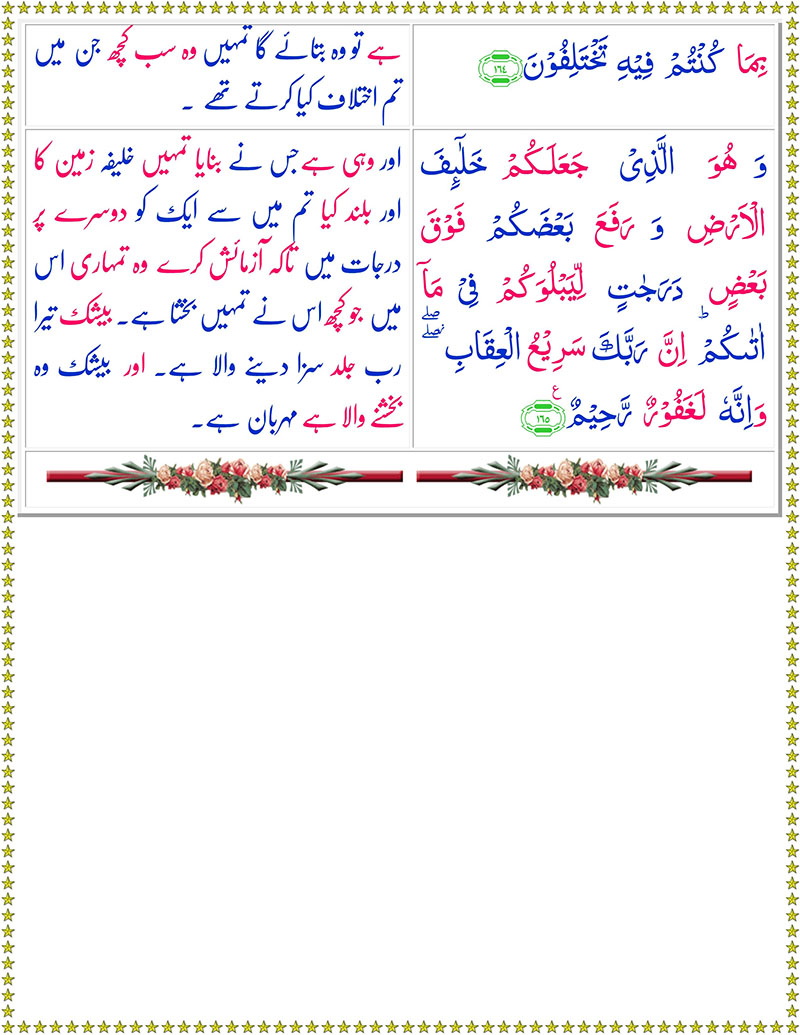 بِمَا كُنْتُمْ فِيْهِ تَخْتَلِفُوْنَ ١٦٤
ہے تو وہ بتائے گا تمہیں وہ سب کچھ جن میں
تم اختلاف کیا کرتے تھے ۔
وَ هُوَ الَّذِیْ جَعَلَكُمْ خَلٰٓىِٕفَ
الْاَرْضِ وَ رَفَعَ بَعْضَكُمْ فَوْقَ
بَعْضٍ دَرَجٰتٍ لِّیَبْلُوَكُمْ فِیْ مَاۤ
اٰتٰىكُمْ ؕ اِنَّ رَبَّكَ سَرِیْعُ الْعِقَابِ ۖؗ
وَاِنَّهٗ لَغَفُوْرٌ رَّحِیْمٌ ۧ ١٦٥
اور وہی ہے جس نے بنایا تمہیں خلیفہ زمین کا
اور بلند کیا تم میں سے ایک کو دوسرے پر
درجات میں تاکہ آزمائش کرے وہ تمہاری اس
میں جو کچھ اس نے تمہیں بخشا ہے۔ بیشک تیرا
رب جلد سزا دینے والا ہے۔ اور بیشک وہ
بخشنے والا ہے مہربان ہے۔